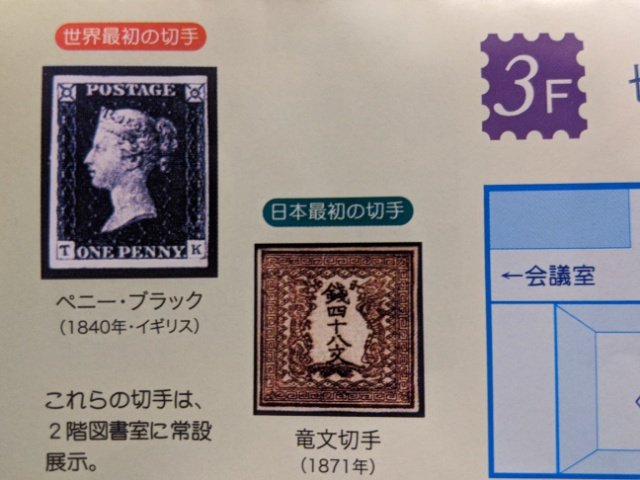 世界最初の切手
POSTAGE
T ONE PENNY K
ペニー・ブラック
(1840年・イギリス)
これらの切手は、
2階図書室に常設
展示。
日本最初の切手
銭四十八文
竜文切手
(1871年)
3F
←会議室